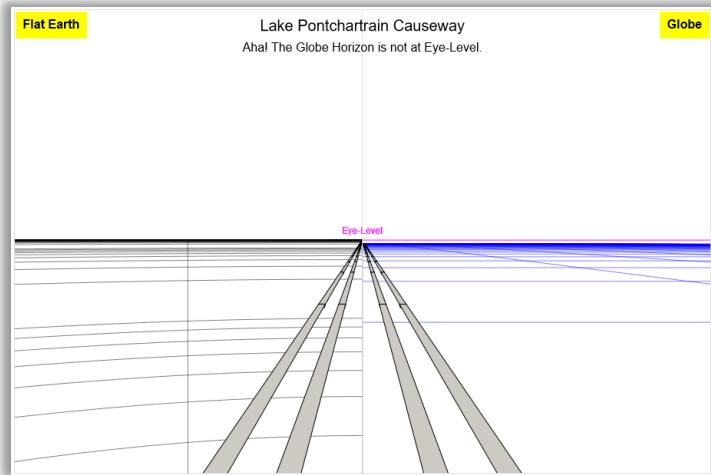 Flat Earth
Lake Pontchartrain Causeway
Globe
Aha! The Globe Horizon is not at Eye-Level.
Eye-Level